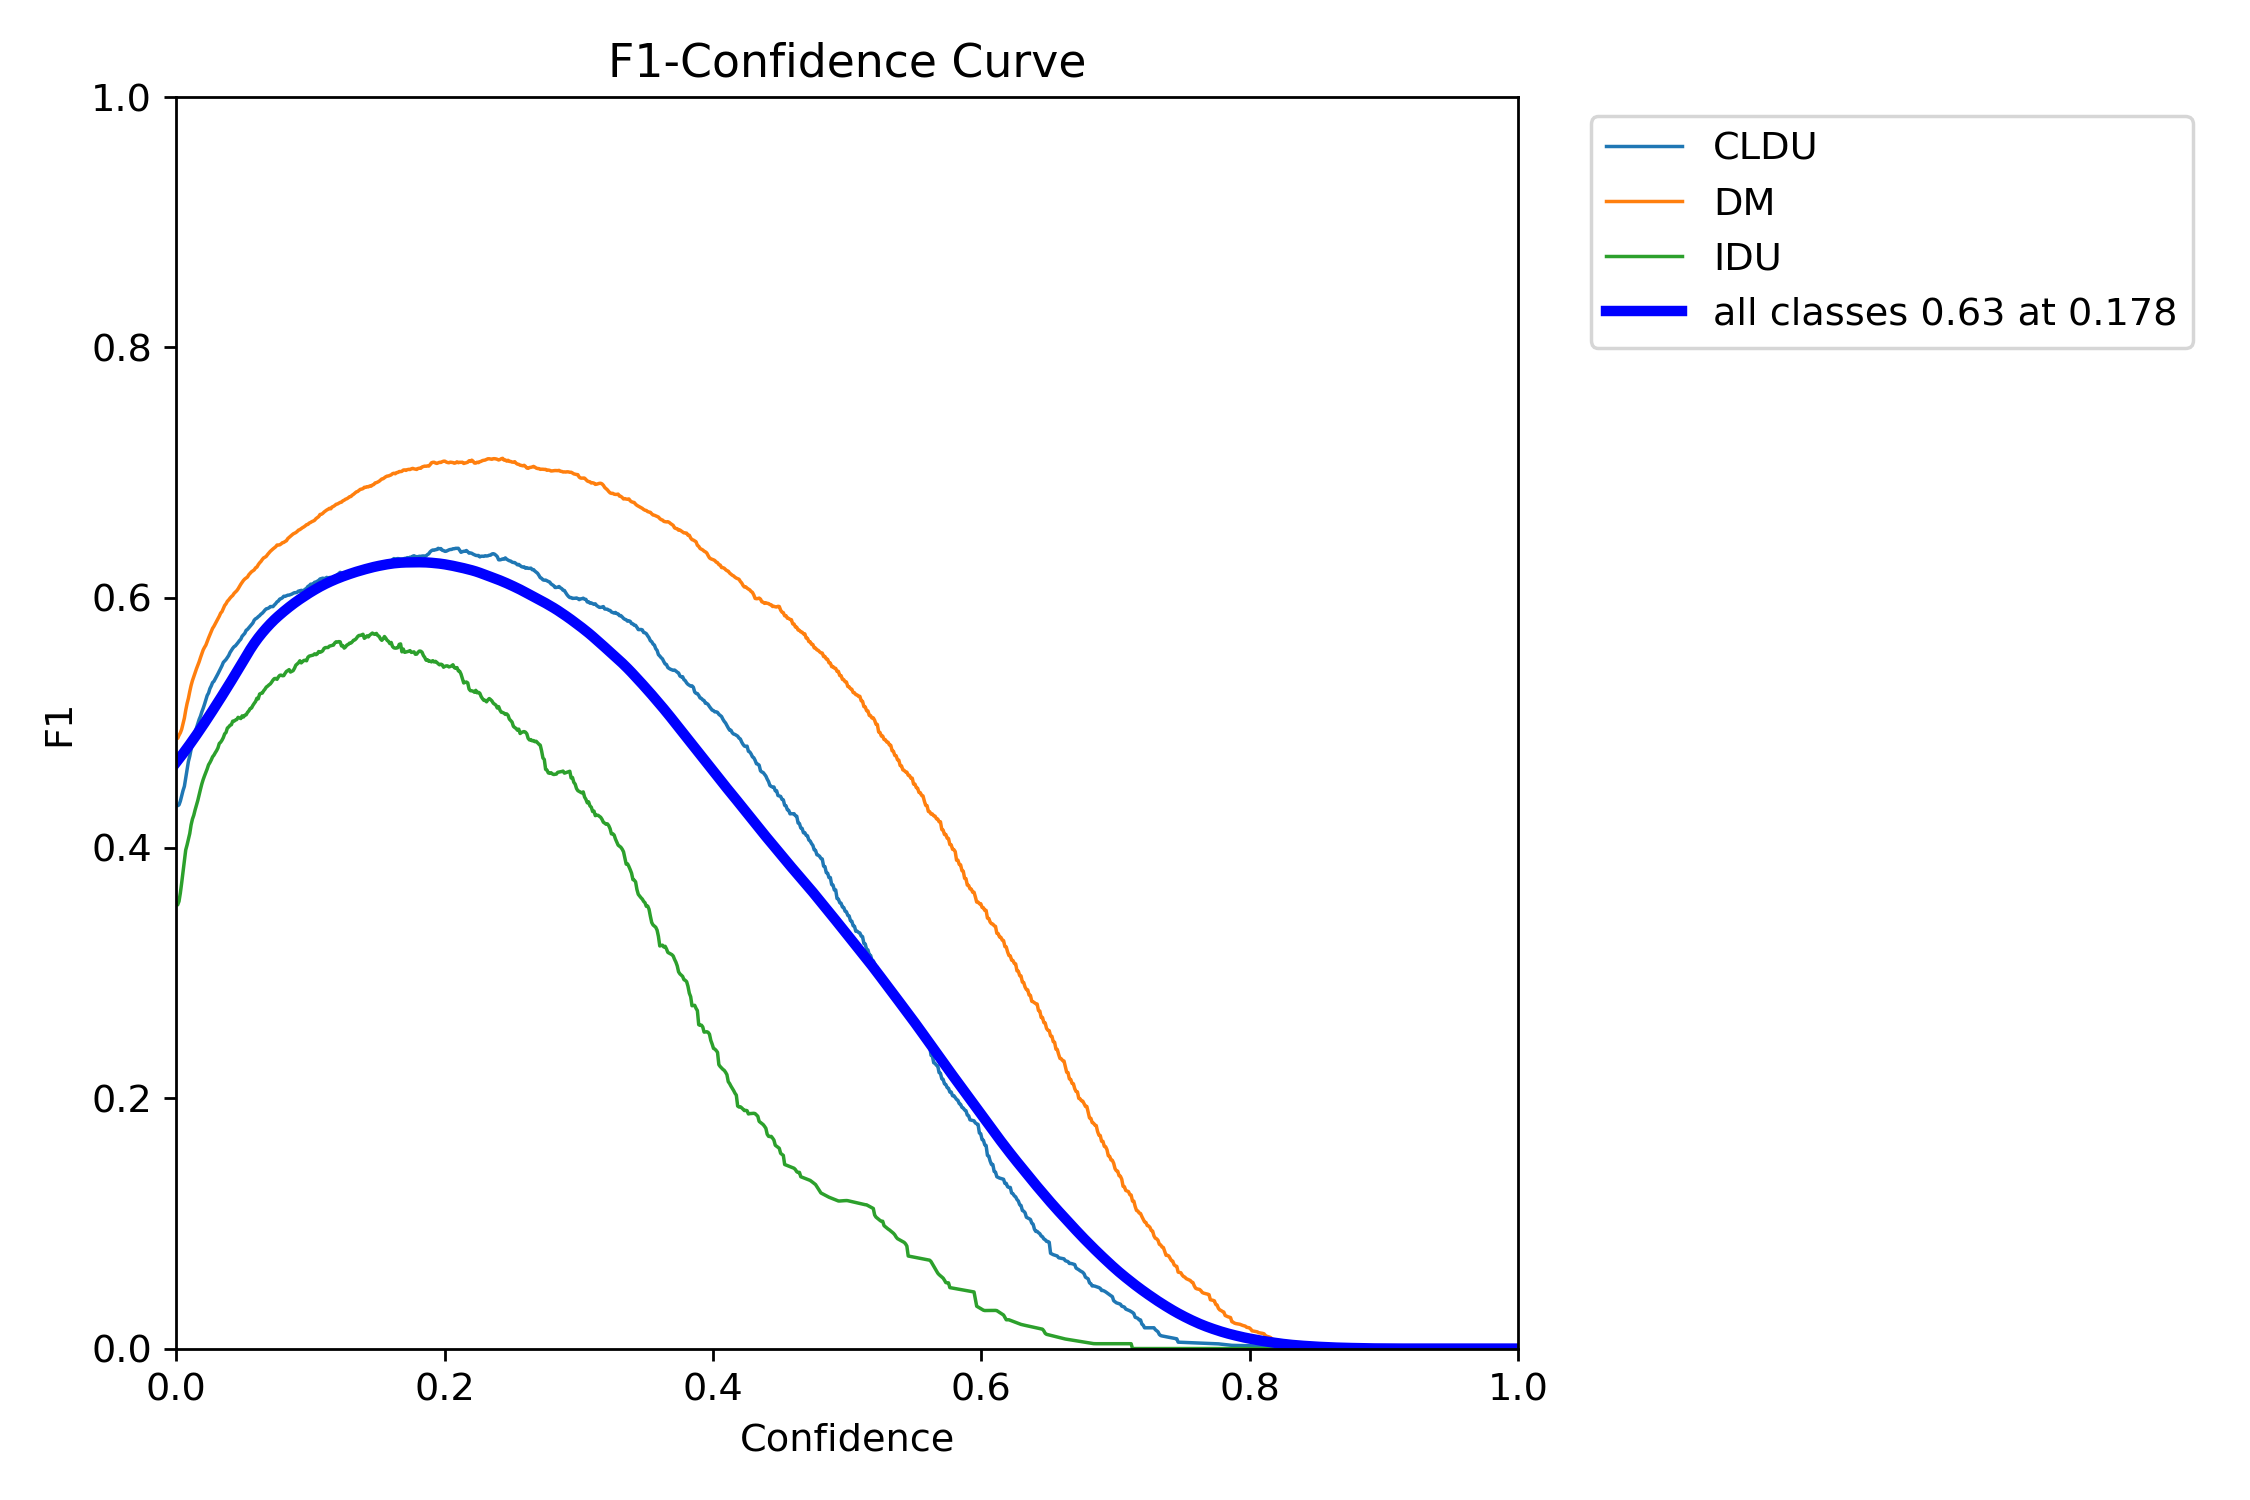 F1-Confidence Curve
1.0
0.8
0.6
0.4
0.2
0.0
F1
0.0 0.2 0.4 0.6 0.8 1.0
Confidence
CLDU
DM
IDU
all classes 0.63 at 0.178